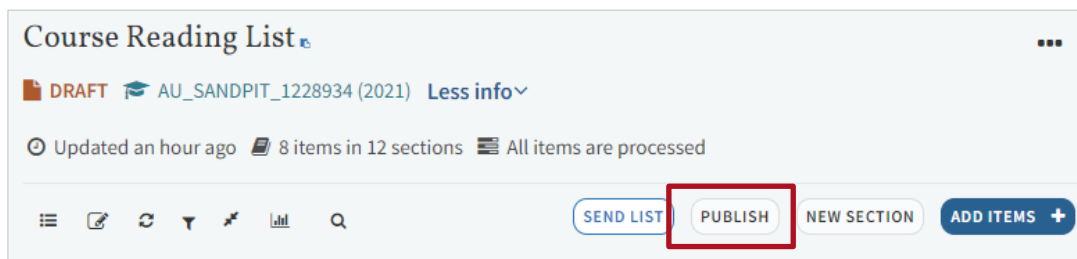 Course Reading List
DRAFT AU_SANDPIT_1228934 (2021) Less info
Updated an hour ago 8 items in 12 sections All items are processed
SEND LIST PUBLISH NEW SECTION ADD ITEMS +